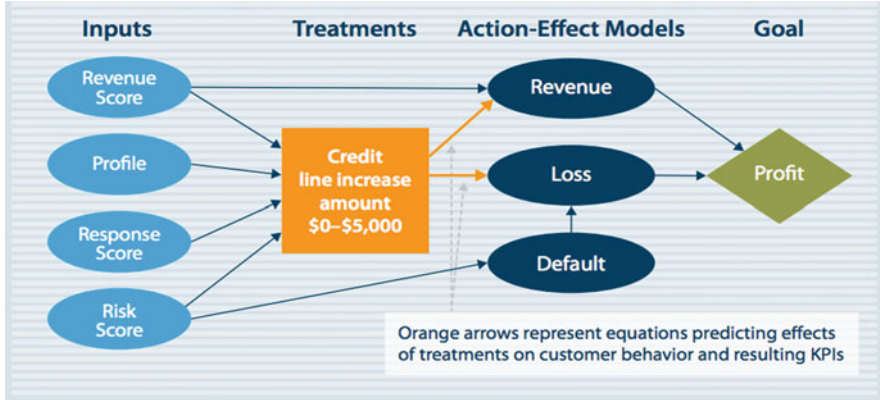 Inputs
Treatments
Action-Effect Models
Goal
Revenue
Score
Profile
Response
Score
Risk
Score
Credit
line increase
amount
$0–$5,000
Revenue
Loss
Default
Profit
Orange arrows represent equations predicting effects
of treatments on customer behavior and resulting KPIs